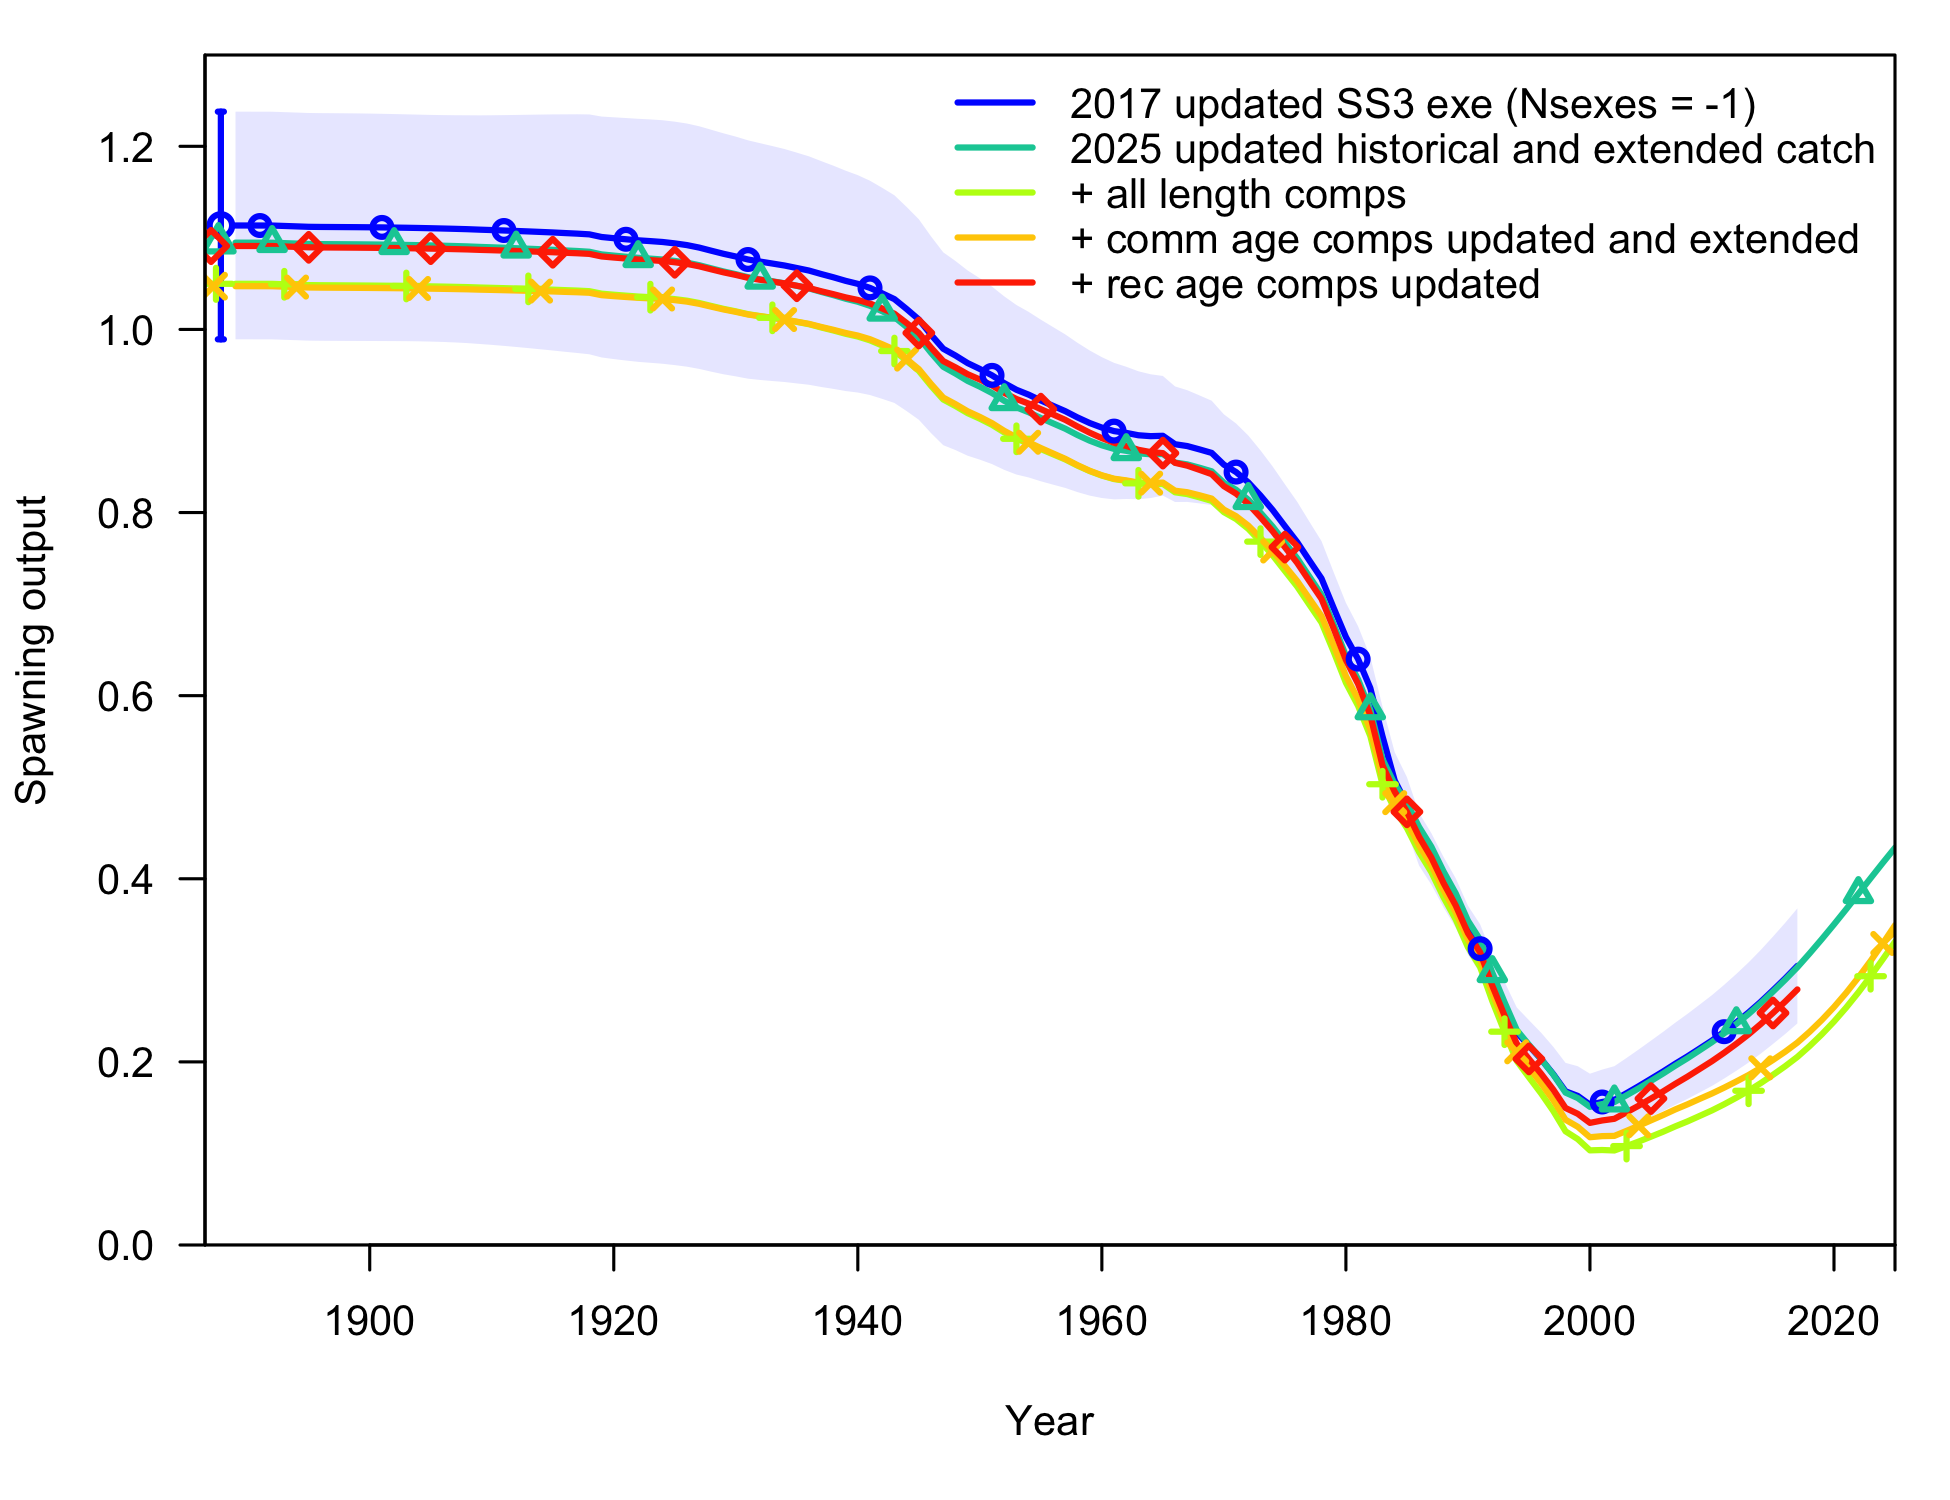 2017 updated SS3 exe (Nsexes = -1)
2025 updated historical and extended catch
+ all length comps
+ comm age comps updated and extended
+ rec age comps updated
Spawning output
1.2
1.0
0.8
0.6
0.4
0.2
0.0
1900 1920 1940 1960 1980 2000 2020
Year